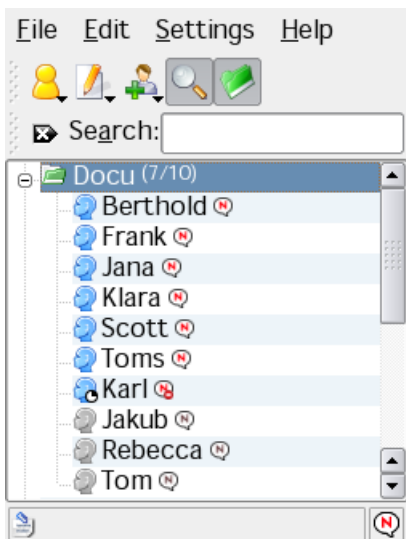 File Edit Settings Help
Search:
Docu (7/10)
Berthold N
Frank N
Jana N
Klara N
Scott N
Toms N
Karl N
Jakub N
Rebecca N
Tom N
N